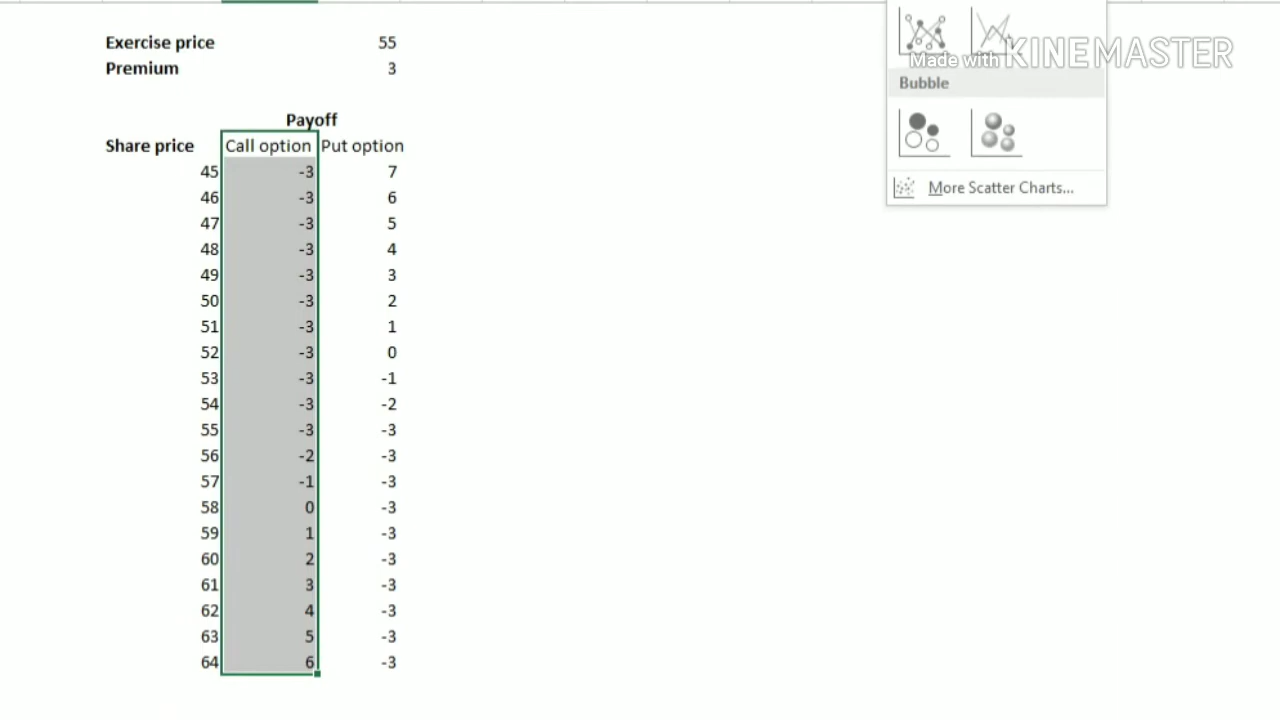 Exercise price 55
Premium 3
Made with KINEMASTER
Bubble
More Scatter Charts...
Payoff
Share price Call option Put option
45 -3 7
46 -3 6
47 -3 5
48 -3 4
49 -3 3
50 -3 2
51 -3 1
52 -3 0
53 -3 -1
54 -3 -2
55 -3 -3
56 -2 -3
57 -1 -3
58 0 -3
59 1 -3
60 2 -3
61 3 -3
62 4 -3
63 5 -3
64 6 -3